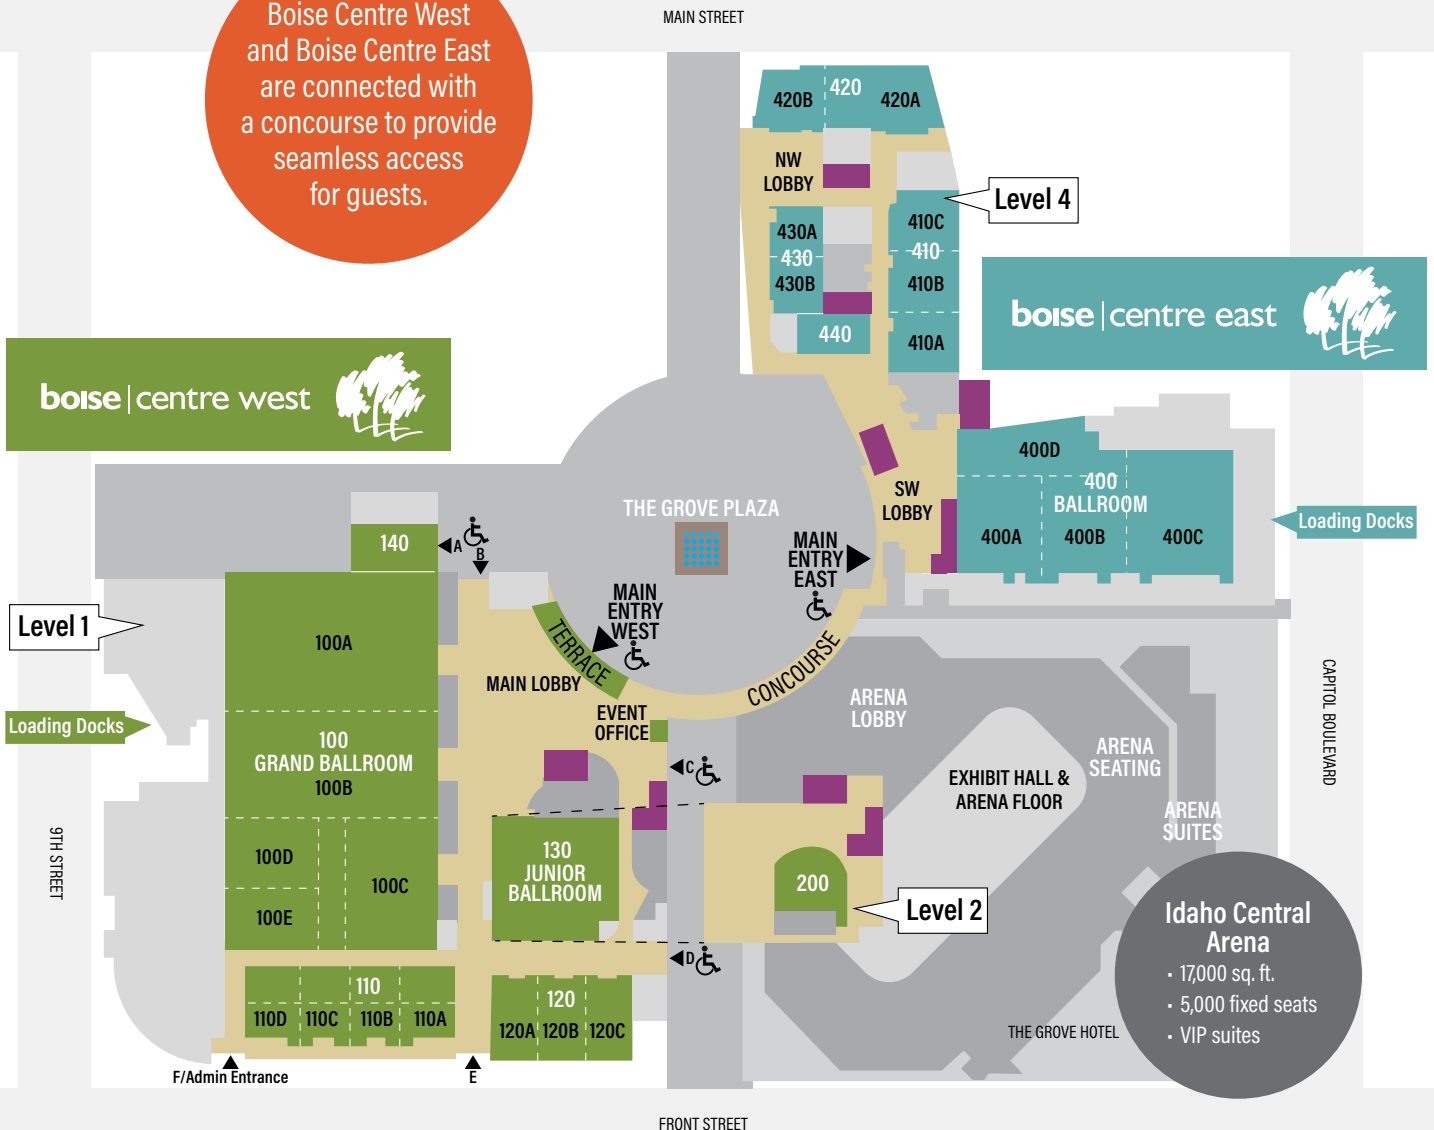 MAIN STREET
Boise Centre West
and Boise Centre East
are connected with
a concourse to provide
seamless access
for guests.
420
420B
420A
NW
LOBBY
Level 4
430A
430
430B
410C
410
410B
440
410A
boise | centre east
boise | centre west
400D
400
BALLROOM
400A
400B
400C
SW
LOBBY
Loading Docks
THE GROVE PLAZA
MAIN
ENTRY
EAST
140
A
B
MAIN
ENTRY
WEST
TERRACE
CONCOURSE
Level 1
100A
MAIN LOBBY
EVENT
OFFICE
Loading Docks
100
GRAND BALLROOM
100B
C
ARENA
LOBBY
ARENA
SEATING
EXHIBIT HALL &
ARENA FLOOR
ARENA
SUITES
CAPITOL BOULEVARD
9TH STREET
100D
100C
100E
130
JUNIOR
BALLROOM
200
Level 2
D
Idaho Central
Arena
• 17,000 sq. ft.
• 5,000 fixed seats
• VIP suites
110
110D
110C
110B
110A
120
120A
120B
120C
THE GROVE HOTEL
F/Admin Entrance
E
FRONT STREET